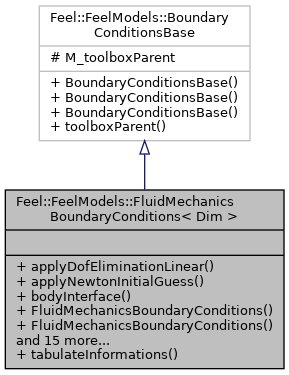 Feel::FeelModels::Boundary
ConditionsBase
# M_toolboxParent
+ BoundaryConditionsBase()
+ BoundaryConditionsBase()
+ BoundaryConditionsBase()
+ toolboxParent()
Feel::FeelModels::FluidMechanics
BoundaryConditions< Dim >
+ applyDofEliminationLinear()
+ applyNewtonInitialGuess()
+ bodyInterface()
+ FluidMechanicsBoundaryConditions()
+ FluidMechanicsBoundaryConditions()
and 15 more...
+ tabulateInformations()